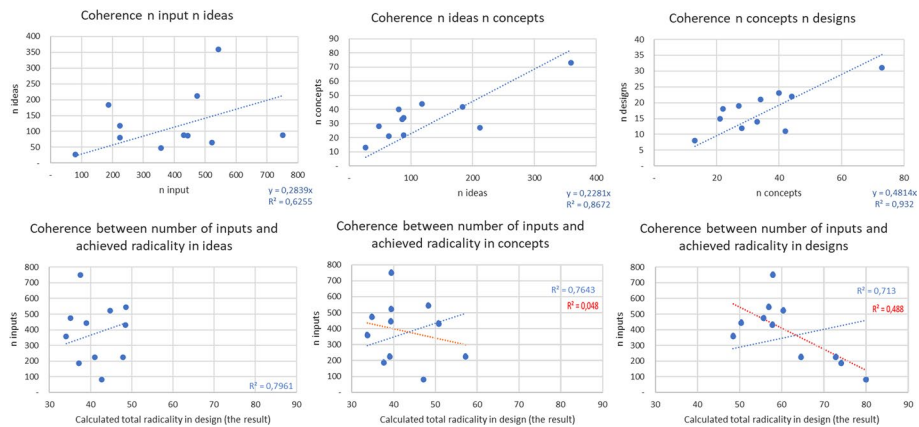 Coherence n input n ideas
400
350
300
250
200
150
100
50
-
n ideas
-
100
200
300
400
500
600
700
800
n input
y = 0,2839x
R² = 0,6255
Coherence n ideas n concepts
90
80
70
60
50
40
30
20
10
-
n concepts
-
100
200
300
400
n ideas
y = 0,2281x
R² = 0,8672
Coherence n concepts n designs
40
35
30
25
20
15
10
5
-
n designs
-
20
40
60
80
n concepts
y = 0,4814x
R² = 0,932
Coherence between number of inputs and
achieved radicality in ideas
800
700
600
500
400
300
200
100
-
n inputs
R² = 0,7961
30
40
50
60
70
80
90
Calculated total radicality in design (the result)
Coherence between number of inputs and
achieved radicality in concepts
800
700
600
500
400
300
200
100
-
n inputs
R² = 0,7643
R² = 0,048
30
40
50
60
70
80
90
Calculated total radicality in design (the result)
Coherence between number of inputs and
achieved radicality in designs
800
700
600
500
400
300
200
100
-
n inputs
R² = 0,713
R² = 0,488
30
40
50
60
70
80
90
Calculated total radicality in design (the result)